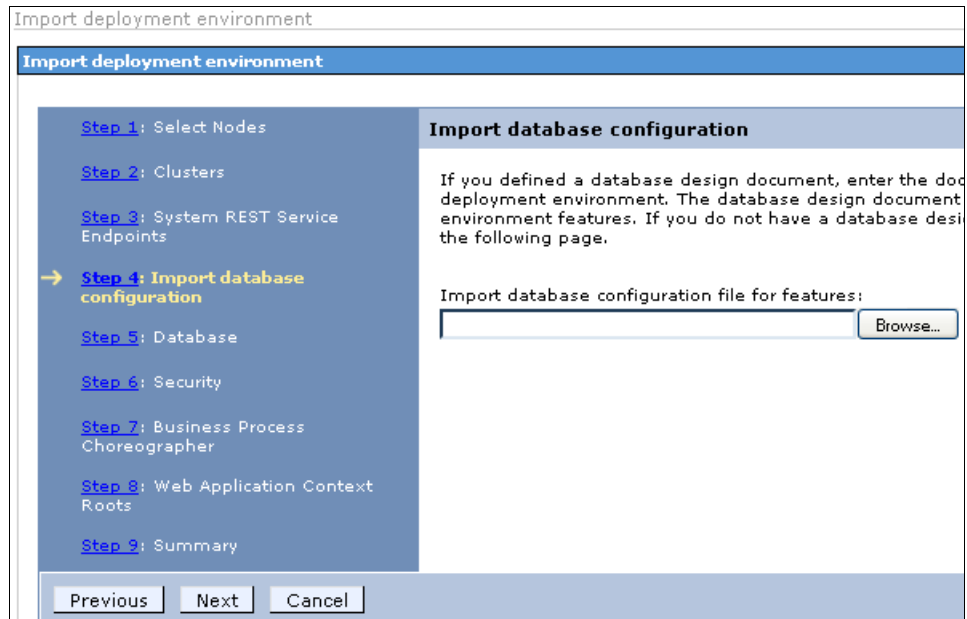 Import deployment environment
Import deployment environment
Step 1: Select Nodes
Step 2: Clusters
Step 3: System REST Service
Endpoints
Step 4: Import database
configuration
Step 5: Database
Step 6: Security
Step 7: Business Process
Choreographer
Step 8: Web Application Context
Roots
Step 9: Summary
Import database configuration
If you defined a database design document, enter the doc
deployment environment. The database design document
environment features. If you do not have a database desi
the following page.
Import database configuration file for features:
Browse...
Previous
Next
Cancel